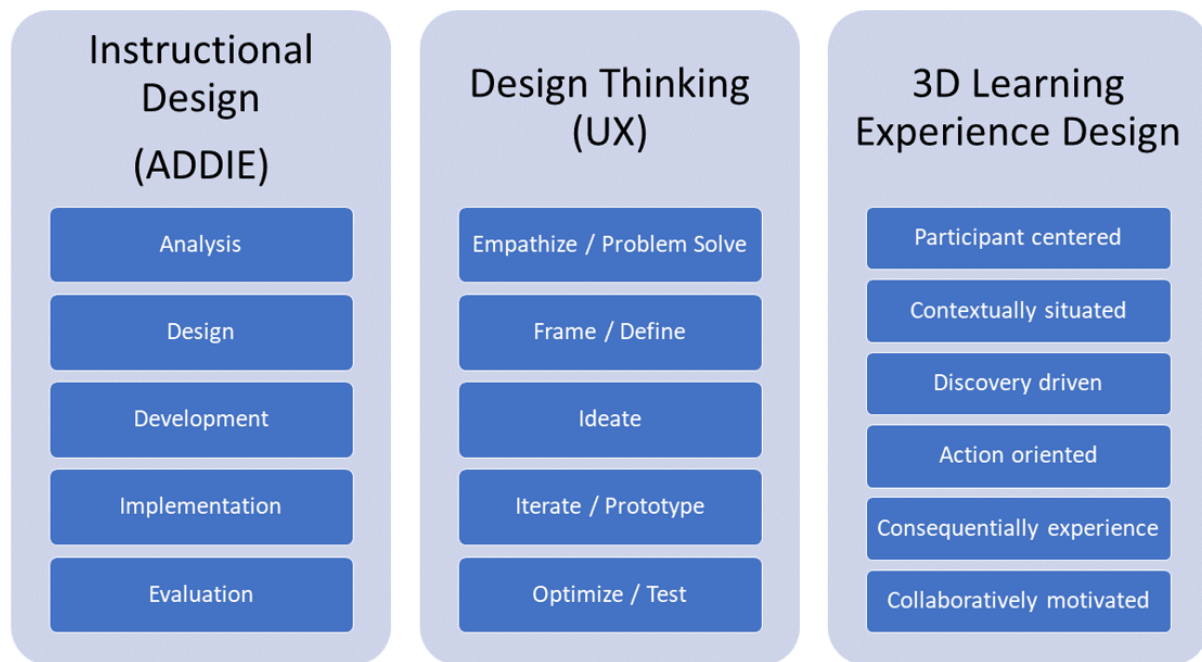 Instructional
Design
(ADDIE)
Analysis
Design
Development
Implementation
Evaluation
Design Thinking
(UX)
Empathize / Problem Solve
Frame / Define
Ideate
Iterate / Prototype
Optimize / Test
3D Learning
Experience Design
Participant centered
Contextually situated
Discovery driven
Action oriented
Consequentially experience
Collaboratively motivated